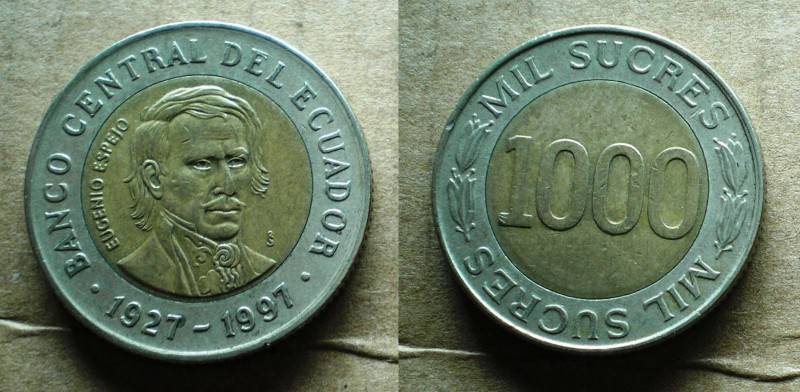 BANCO CENTRAL DEL ECUADOR
EUGENIO ESPEJO
1927-1997
MIL SUCRES
1000
MIL SUCRES